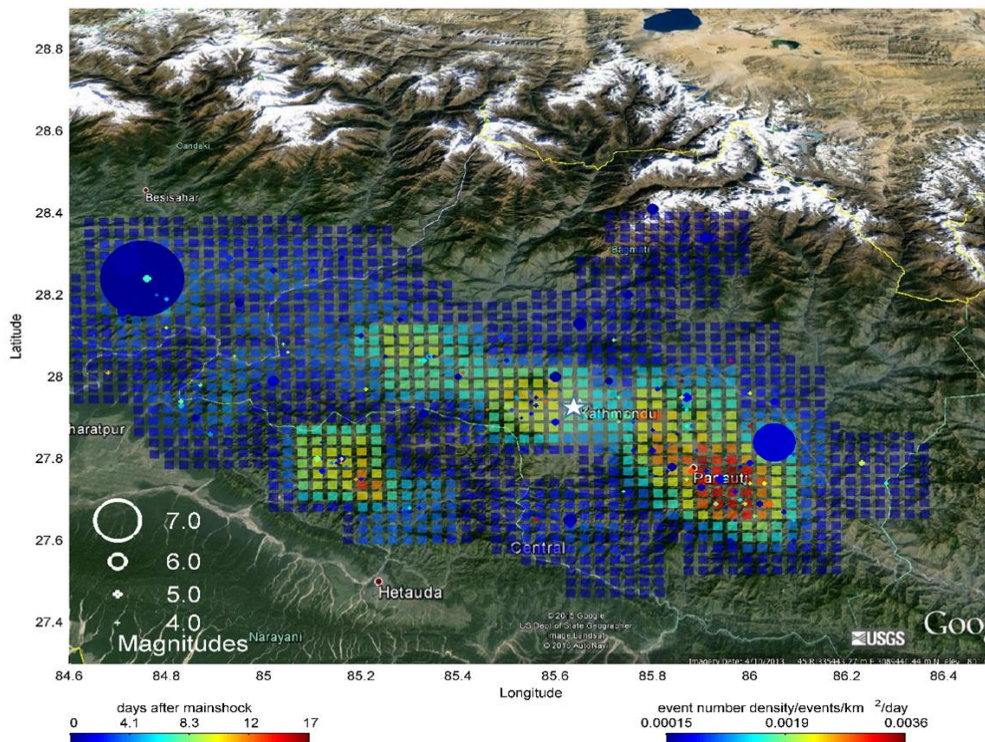 28.8
28.6
28.4
28.2
28
27.8
27.6
27.4
Latitude
Gandaki
Besisahar
Bagmati
Kathmandu
haratpur
Panauti
7.0
6.0
5.0
4.0
Magnitudes
Central
Hetauda
Narayani
US Dept of State Geographer
Image Landsat
USGS
Goo
84.6
84.8
85
85.2
85.4
85.6
85.8
86
86.2
86.4
Longitude
days after mainshock
0 4.1 8.3 12 17
event number density/events/km ²/day
0.00015 0.0019 0.0036